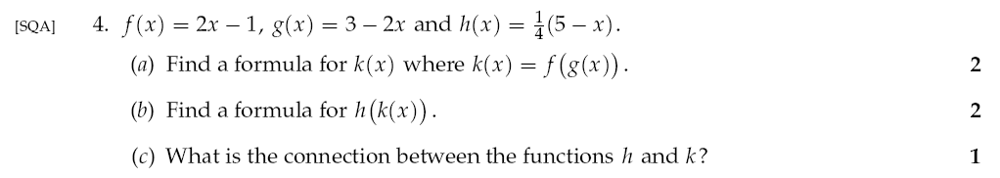 [SQA] 4. f(x) = 2x − 1, g(x) = 3 − 2x and h(x) = 1/4(5 − x).
(a) Find a formula for k(x) where k(x) = f(g(x)). 2
(b) Find a formula for h(k(x)). 2
(c) What is the connection between the functions h and k? 1